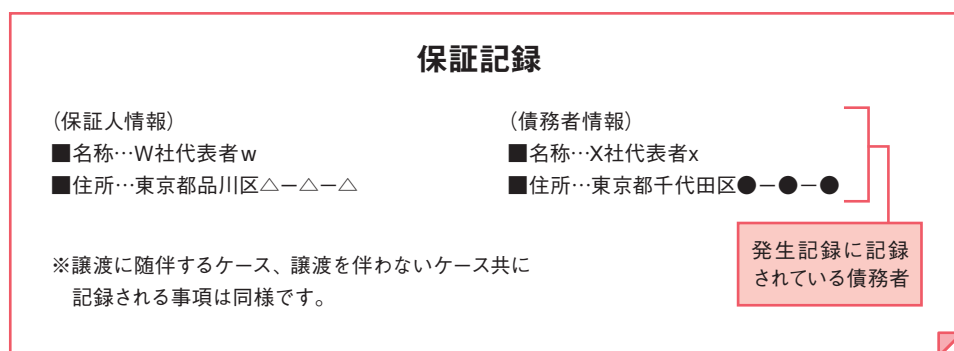 保証記録
（保証人情報）
■名称…W社代表者w
■住所…東京都品川区△－△－△
（債務者情報）
■名称…X社代表者x
■住所…東京都千代田区●－●－●
発生記録に記録
されている債務者
※譲渡に随伴するケース、譲渡を伴わないケース共に
記録される事項は同様です。